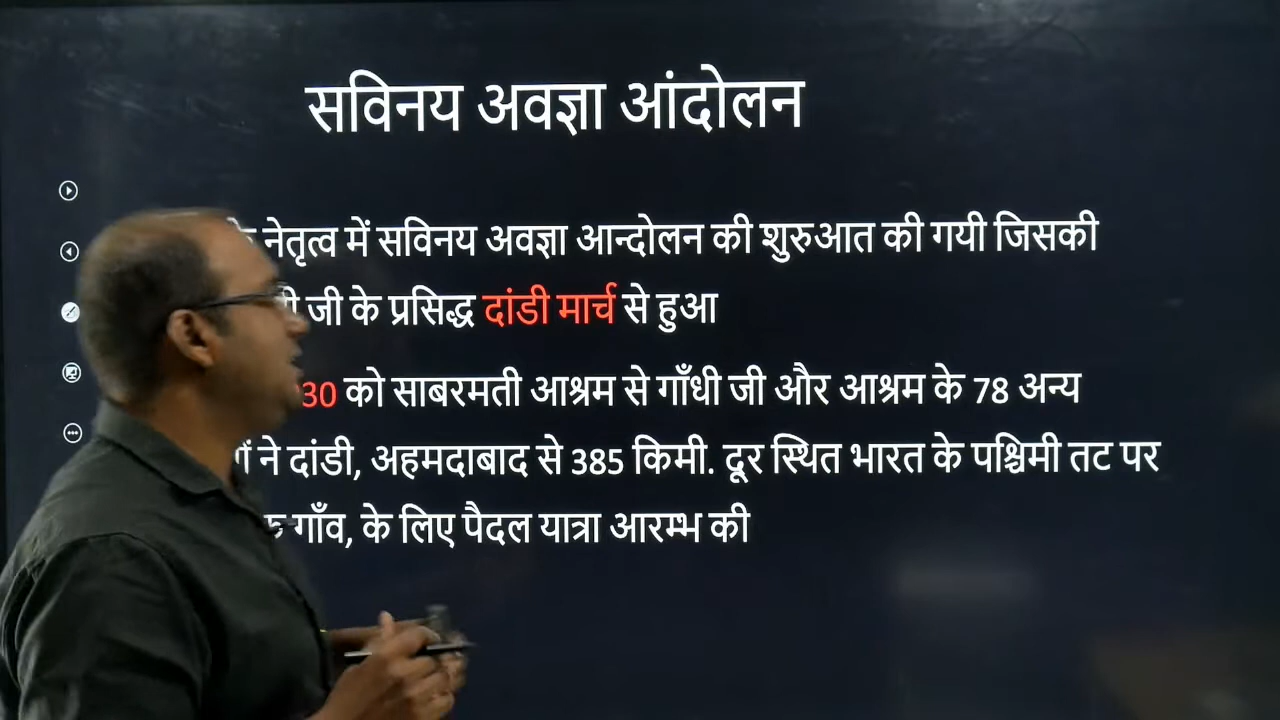 सविनय अवज्ञा आंदोलन
नेतृत्व में सविनय अवज्ञा आन्दोलन की शुरुआत की गयी जिसकी
जी के प्रसिद्ध दांडी मार्च से हुआ
30 को साबरमती आश्रम से गाँधी जी और आश्रम के 78 अन्य
ने दांडी, अहमदाबाद से 385 किमी. दूर स्थित भारत के पश्चिमी तट पर
गाँव, के लिए पैदल यात्रा आरम्भ की